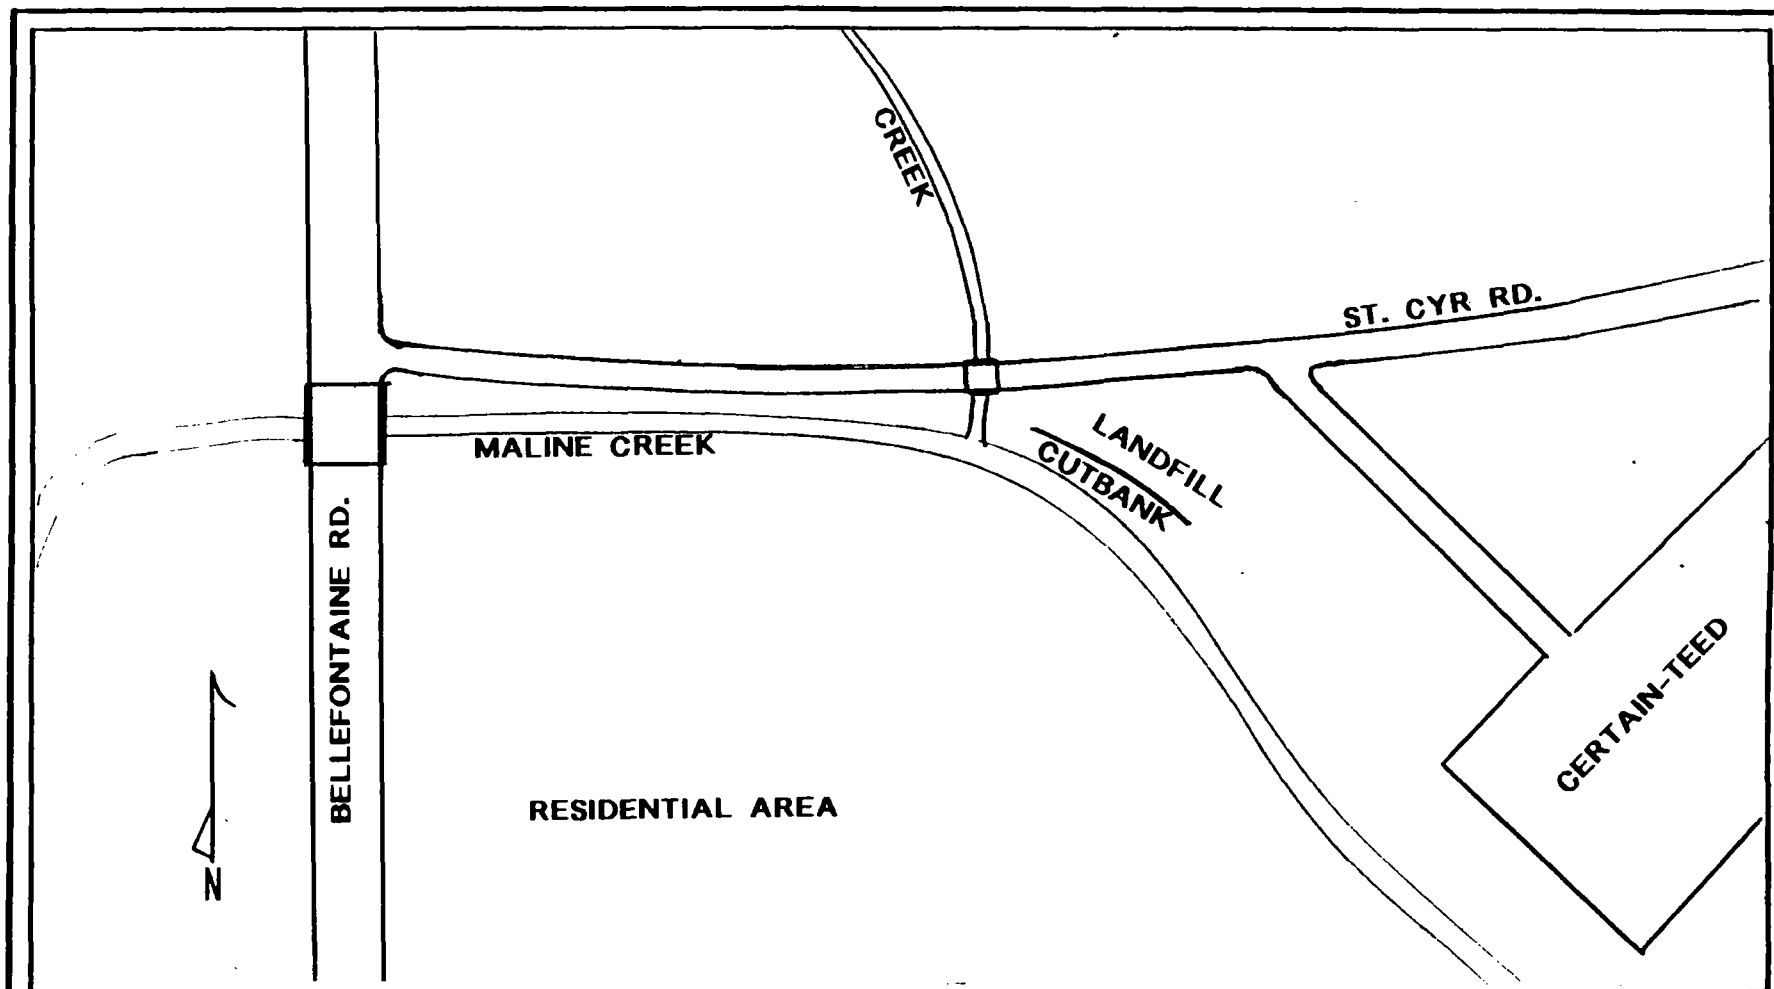 CREEK
ST. CYR RD.
MALINE CREEK
LANDFILL
CUTBANK
BELLEFONTAINE RD.
CERTAIN-TEED
RESIDENTIAL AREA
N